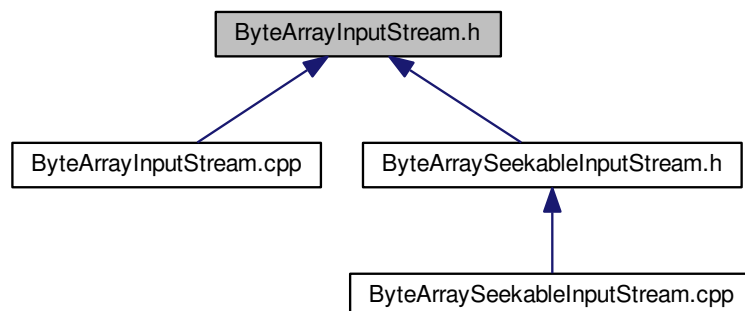 ByteArrayInputStream.h
ByteArrayInputStream.cpp
ByteArraySeekableInputStream.h
ByteArraySeekableInputStream.cpp